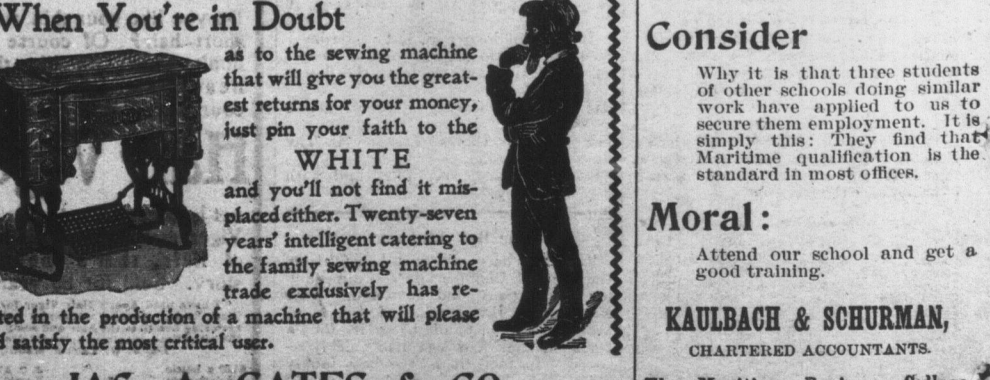 When You're in Doubt
as to the sewing machine
that will give you the great-
est returns for your money,
just pin your faith to the
WHITE
and you'll not find it mis-
placed either. Twenty-seven
years' intelligent catering to
the family sewing machine
trade exclusively has re-
ted in the production of a machine that will please
satisfy the most critical user.
JAS. A. GATES & CO
Consider
Why it is that three students
of other schools doing similar
work have applied to us to
secure them employment. It is
simply this: They find that
Maritime qualification is the
standard in most offices.
Moral:
Attend our school and get a
good training.
KAULBACH & SCHURMAN,
CHARTERED ACCOUNTANTS.